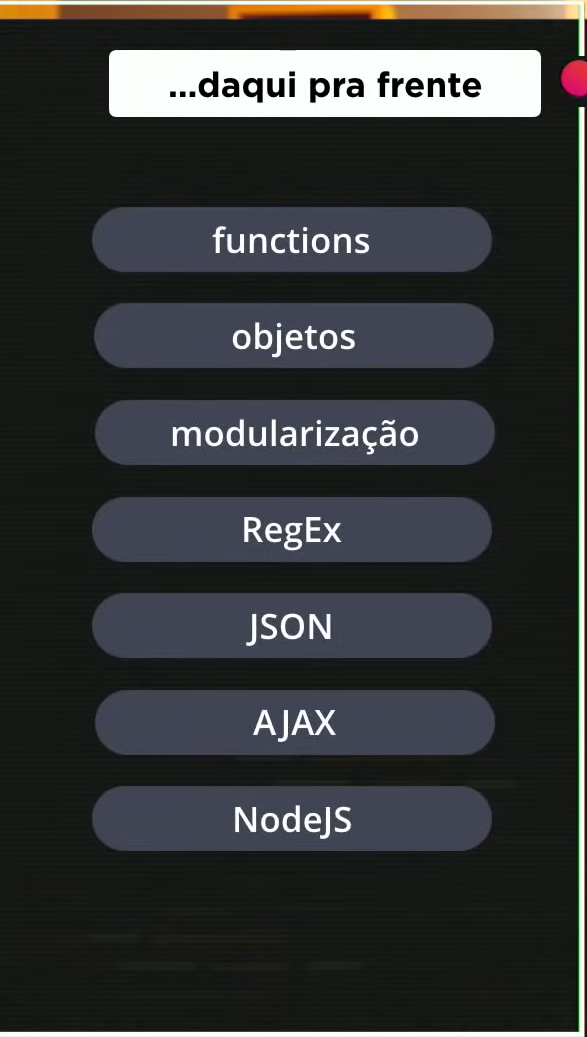 ...daqui pra frente
functions
objetos
modularização
RegEx
JSON
AJAX
NodeJS